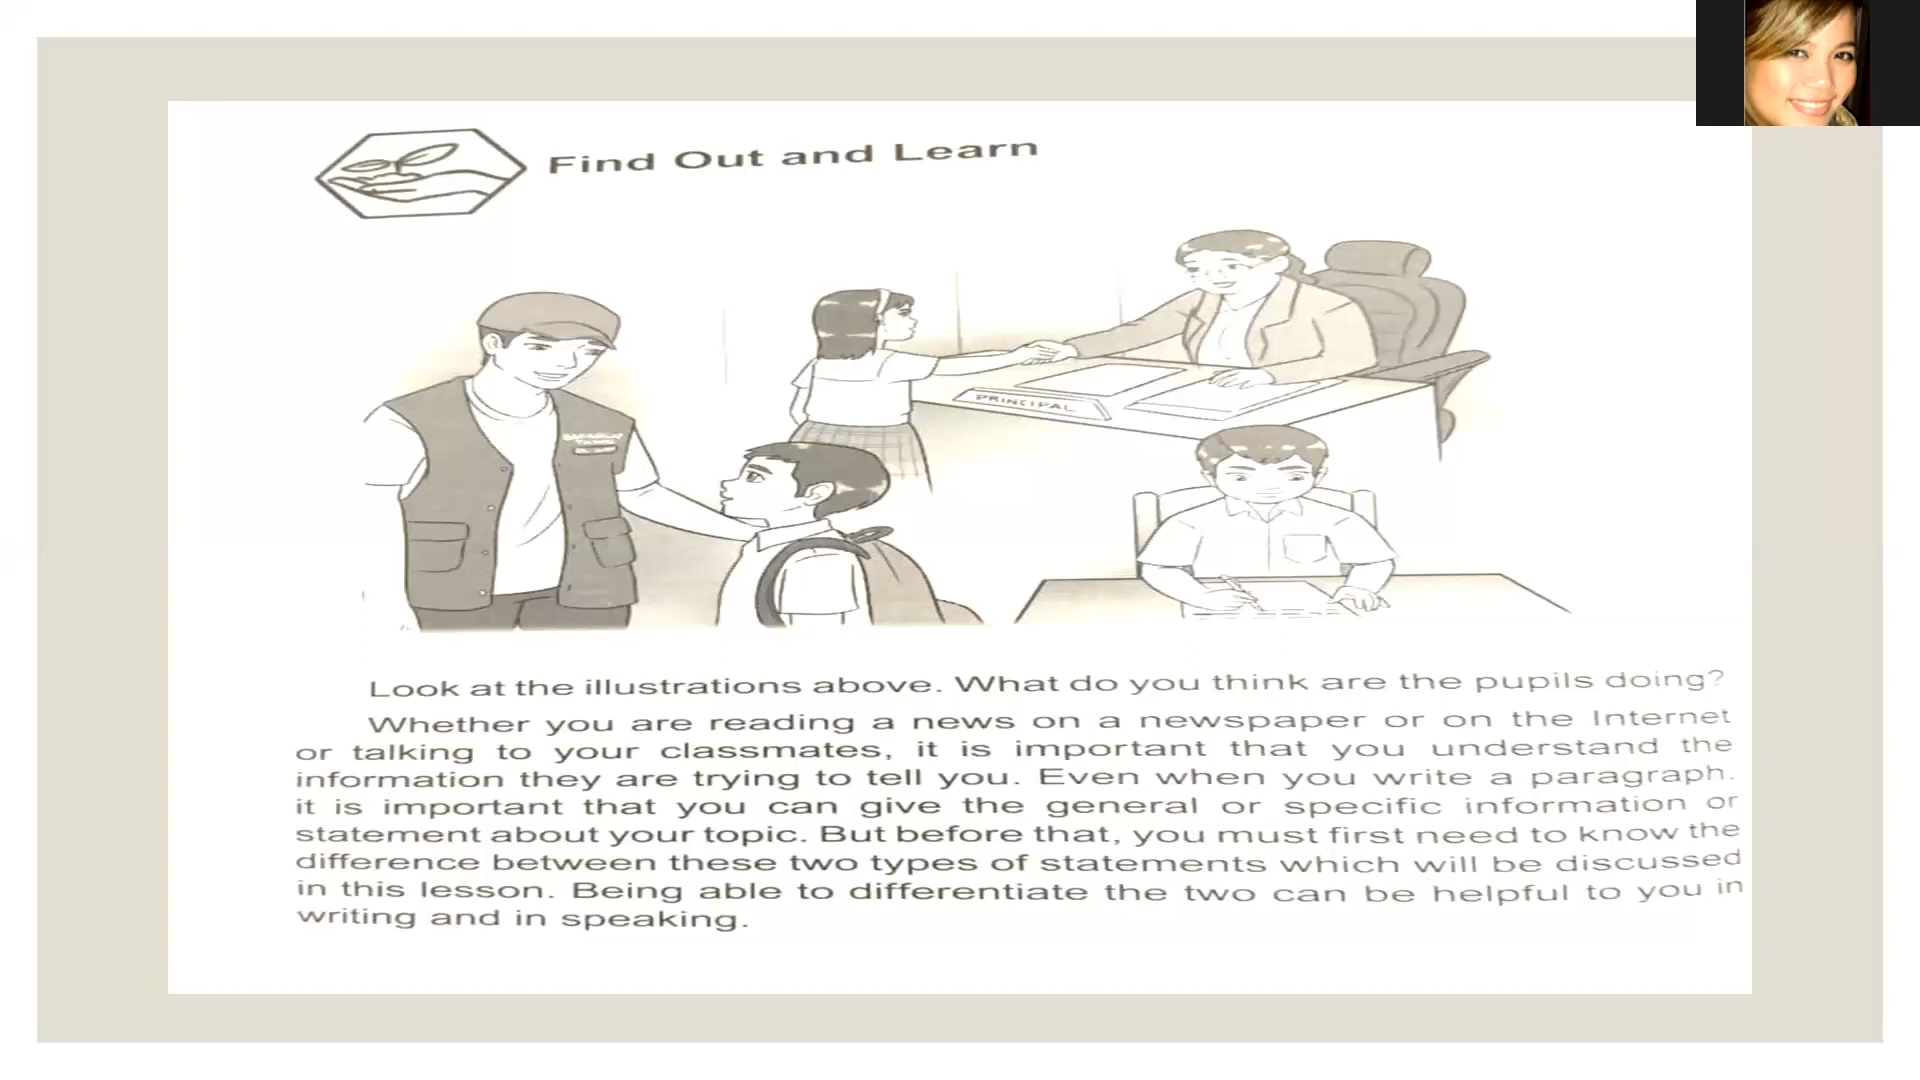 Find Out and Learn
PRINCIPAL
Look at the illustrations above. What do you think are the pupils doing?
Whether you are reading a news on a newspaper or on the Internet
or talking to your classmates, it is important that you understand the
information they are trying to tell you. Even when you write a paragraph.
it is important that you can give the general or specific information or
statement about your topic. But before that, you must first need to know the
difference between these two types of statements which will be discussed
in this lesson. Being able to differentiate the two can be helpful to you in
writing and in speaking.